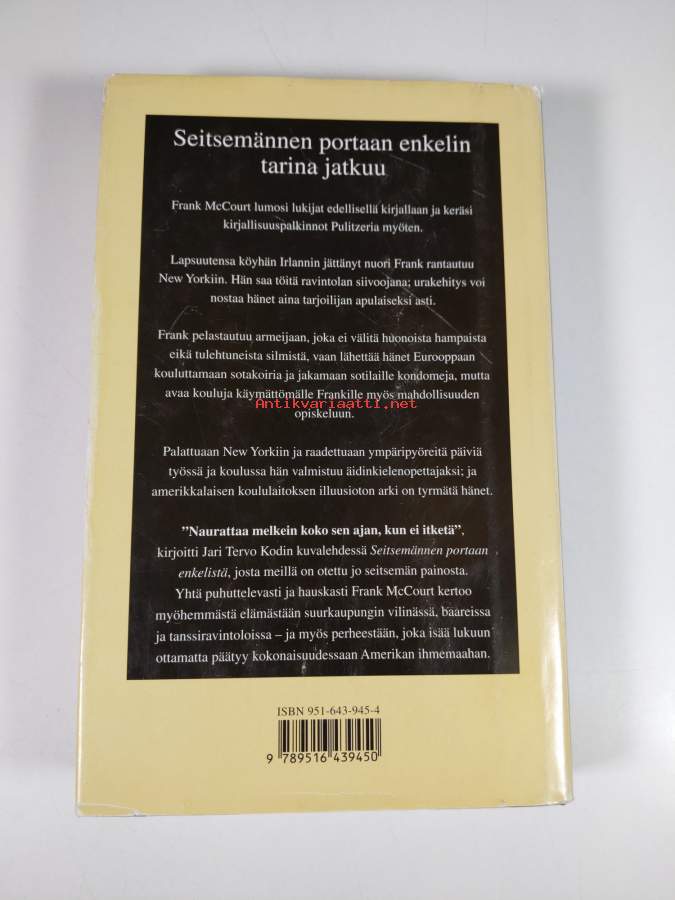 Seitsemännen portaan enkelin
tarina jatkuu
Frank McCourt lumosi lukijat edellisellä kirjallaan ja keräsi
kirjallisuuspalkinnot Pulitzeria myöten.
Lapsuutensa köyhän Irlannin jättänyt nuori Frank rantautuu
New Yorkiin. Hän saa töitä ravintolan siivoojana; urakehitys voi
nostaa hänet aina tarjoilijan apulaiseksi asti.
Frank pelastautuu armeijaan, joka ei välitä huonoista hampaista
eikä tulehtuneista silmistä, vaan lähettää hänet Eurooppaan
kouluttamaan sotakoiria ja jakamaan sotilaille kondomeja, mutta
avaa kouluja käymättömälle Frankille myös mahdollisuuden
Antikvariaatti.net
opiskeluun.
Palattuaan New Yorkiin ja raadettuaan ympäripyöreitä päiviä
työssä ja koulussa hän valmistuu äidinkielenopettajaksi; ja
amerikkalaisen koululaitoksen illuusioton arki on tyrmätä hänet.
”Naurattaa melkein koko sen ajan, kun ei itketä”,
kirjoitti Jari Tervo Kodin kuvalehdessä Seitsemännen portaan
enkelistä, josta meillä on otettu jo seitsemän painosta.
Yhtä puhuttelevasti ja hauskasti Frank McCourt kertoo
myöhemmästä elämästään suurkaupungin vilinässä, baareissa
ja tanssiravintoloissa – ja myös perheestään, joka isää lukuun
ottamatta päätyy kokonaisuudessaan Amerikan ihmemaahan.
ISBN 951-643-945-4
9 789516 439450